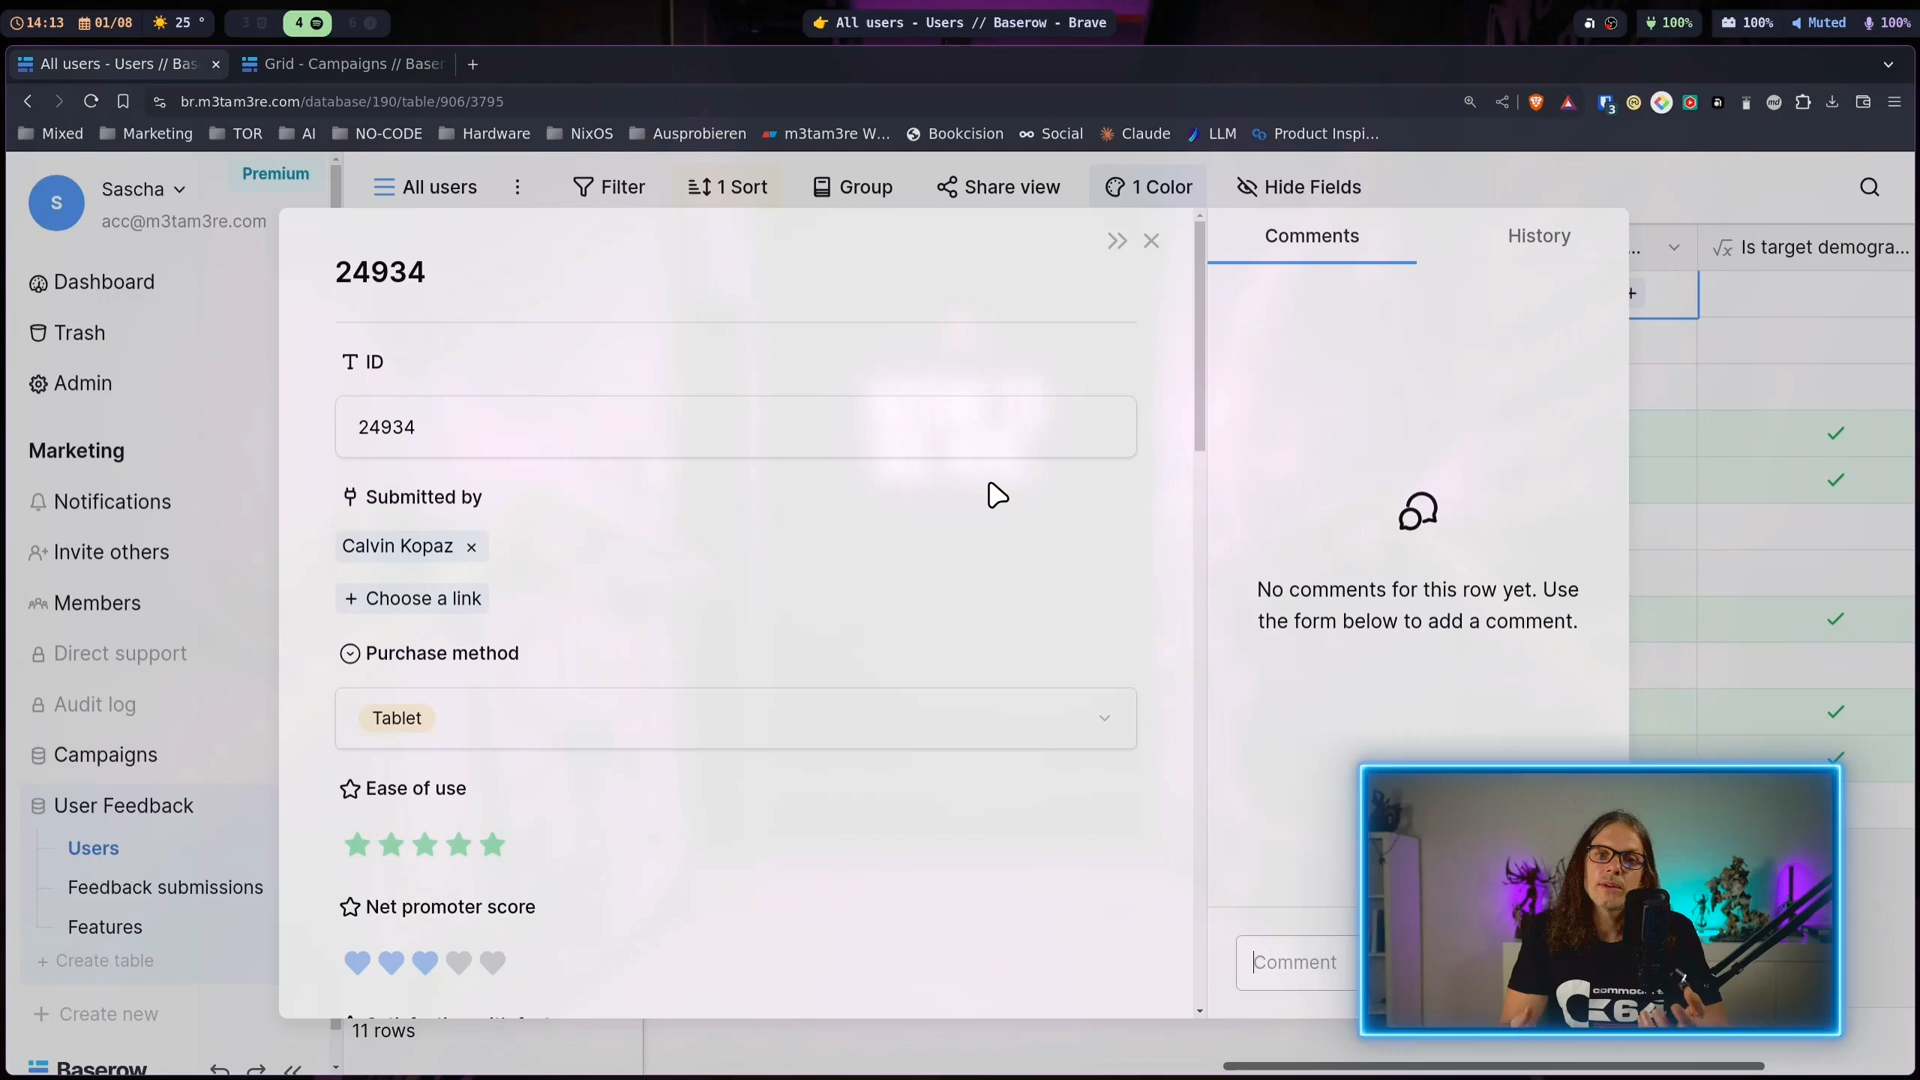 14:13 01/08 25 ° 3 4 6
👉 All users - Users // Baserow - Brave
100% 100% Muted 100%
All users - Users // Bas
Grid - Campaigns // Baser
br.m3tam3re.com/database/190/table/906/3795
Mixed Marketing TOR AI NO-CODE Hardware NixOS Ausprobieren m3tam3re W... Bookcision Social Claude LLM Product Inspi...
S
Sascha
Premium
acc@m3tam3re.com
All users Filter 1 Sort Group Share view 1 Color Hide Fields
Dashboard
Trash
Admin
Marketing
Notifications
Invite others
Members
Direct support
Audit log
Campaigns
User Feedback
Users
Feedback submissions
Features
+ Create table
+ Create new
Baserow
24934
ID
24934
Submitted by
Calvin Kopaz
+ Choose a link
Purchase method
Tablet
Ease of use
Net promoter score
11 rows
Comments
History
No comments for this row yet. Use
the form below to add a comment.
Comment
... Is target demogra...
64